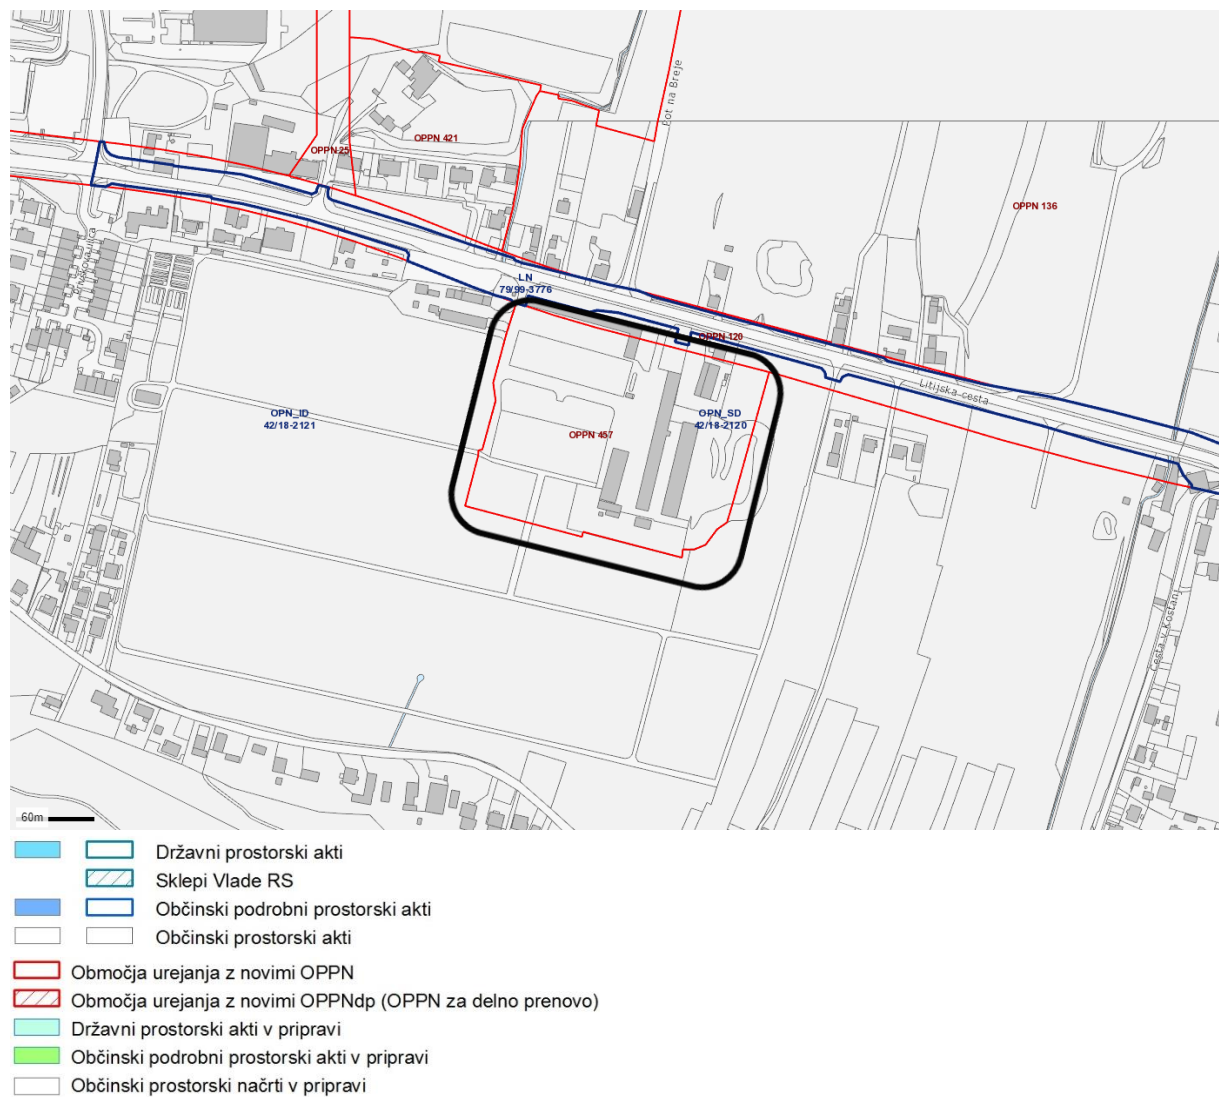 Pot na Breje
OPPN 421
OPPN 25
OPPN 136
LN
79/99-3776
OPPN 120
Litijska cesta
OPN_ID
42/18-2121
OPN_SD
42/18-2120
OPPN 457
Cesta v Kostanj
60m
Državni prostorski akti
Sklepi Vlade RS
Občinski podrobni prostorski akti
Občinski prostorski akti
Območja urejanja z novimi OPPN
Območja urejanja z novimi OPPNdp (OPPN za delno prenovo)
Državni prostorski akti v pripravi
Občinski podrobni prostorski akti v pripravi
Občinski prostorski načrti v pripravi